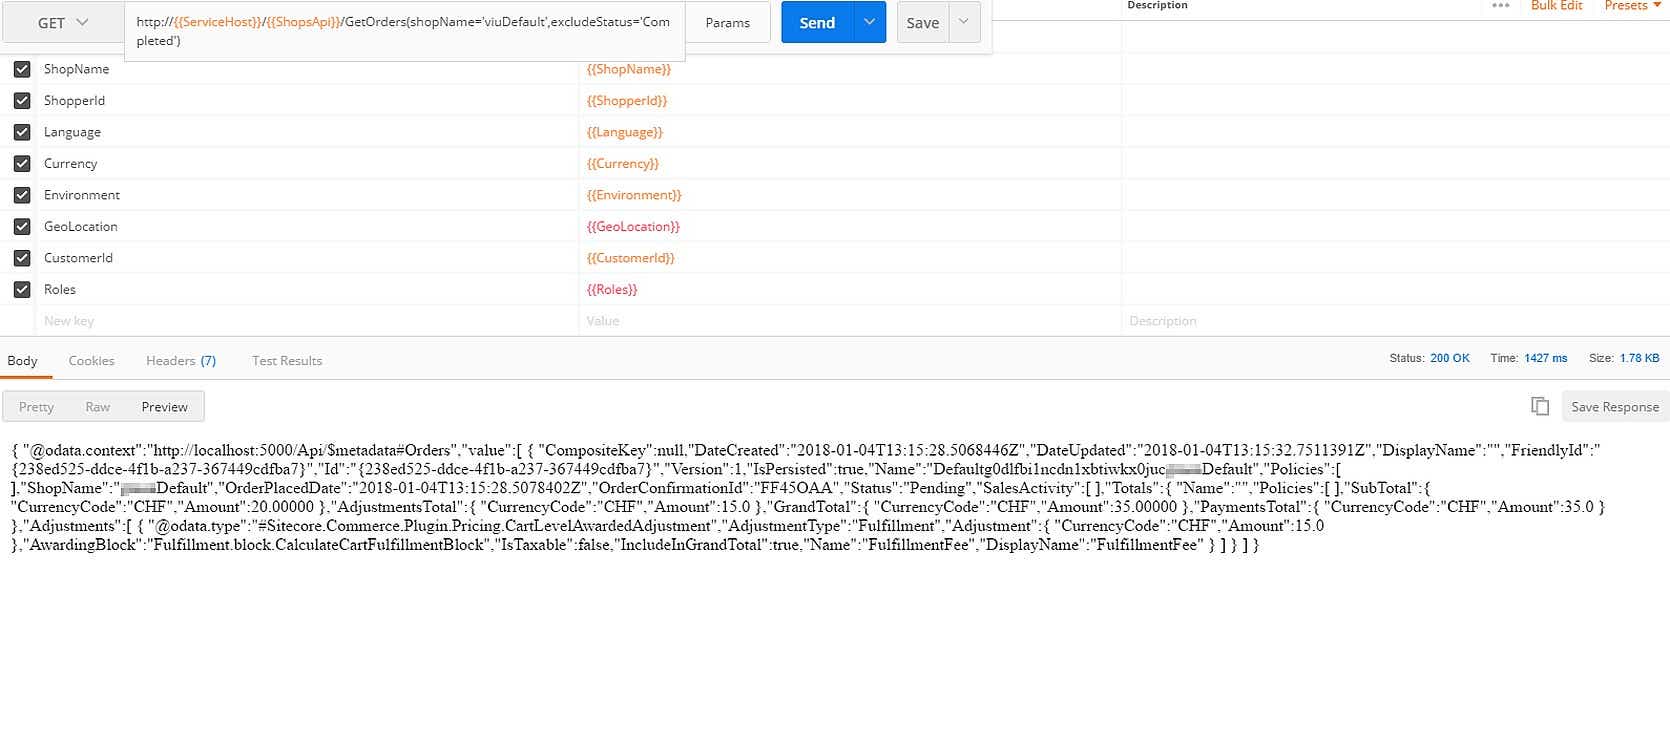 GET
http://{{ServiceHost}}/{{ShopsApi}}/GetOrders(shopName='viuDefault',excludeStatus='Com
pleted')
Params
Send
Save
Description
•••
Bulk Edit
Presets
ShopName {{ShopName}}
ShopperId {{ShopperId}}
Language {{Language}}
Currency {{Currency}}
Environment {{Environment}}
GeoLocation {{GeoLocation}}
CustomerId {{CustomerId}}
Roles {{Roles}}
New key Value Description
Body Cookies Headers (7) Test Results Status: 200 OK Time: 1427 ms Size: 1.78 KB
Pretty Raw Preview Save Response
{ "@odata.context":"http://localhost:5000/Api/$metadata#Orders","value":[ { "CompositeKey":null,"DateCreated":"2018-01-04T13:15:28.5068446Z","DateUpdated":"2018-01-04T13:15:32.7511391Z","DisplayName":"","FriendlyId":"
{238ed525-ddce-4f1b-a237-367449cdfba7}","Id":"{238ed525-ddce-4f1b-a237-367449cdfba7}","Version":1,"IsPersisted":true,"Name":"Defaultg0dlfbi1ncdn1xbtiwkx0juc Default","Policies":[
],"ShopName":" Default","OrderPlacedDate":"2018-01-04T13:15:28.5078402Z","OrderConfirmationId":"FF45OAA","Status":"Pending","SalesActivity":[ ],"Totals":{ "Name":"","Policies":[ ],"SubTotal":{
"CurrencyCode":"CHF","Amount":20.00000 },"AdjustmentsTotal":{ "CurrencyCode":"CHF","Amount":15.0 },"GrandTotal":{ "CurrencyCode":"CHF","Amount":35.00000 },"PaymentsTotal":{ "CurrencyCode":"CHF","Amount":35.0 }
},"Adjustments":[ { "@odata.type":"#Sitecore.Commerce.Plugin.Pricing.CartLevelAwardedAdjustment","AdjustmentType":"Fulfillment","Adjustment":{ "CurrencyCode":"CHF","Amount":15.0
},"AwardingBlock":"Fulfillment.block.CalculateCartFulfillmentBlock","IsTaxable":false,"IncludeInGrandTotal":true,"Name":"FulfillmentFee","DisplayName":"FulfillmentFee" } ] } ] }